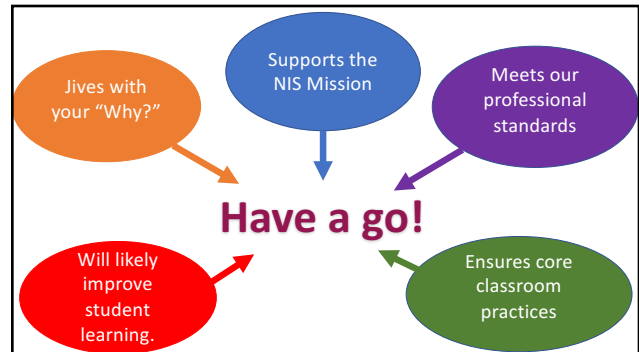 Jives with
your “Why?”
Supports the
NIS Mission
Meets our
professional
standards
Have a go!
Will likely
improve
student
learning.
Ensures core
classroom
practices